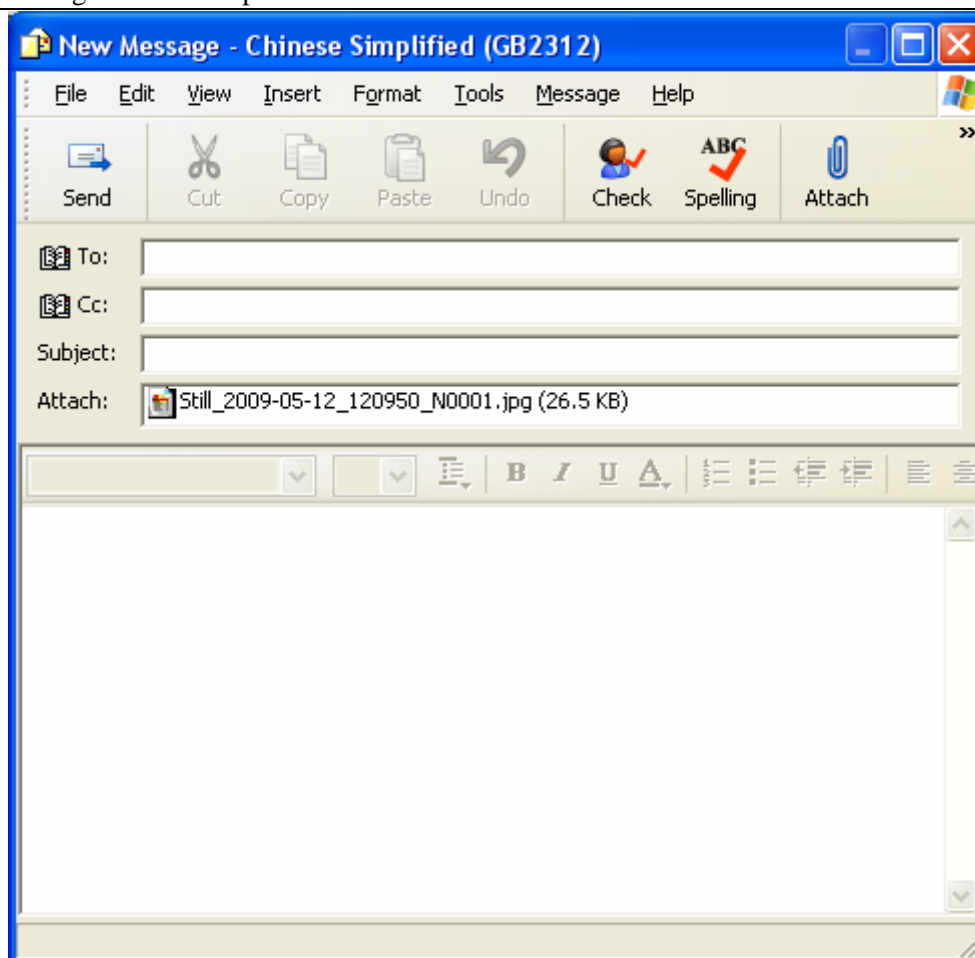 New Message - Chinese Simplified (GB2312)
File Edit View Insert Format Tools Message Help
Send Cut Copy Paste Undo ABC Check Spelling Attach »
To:
Cc:
Subject:
Attach: Still_2009-05-12_120950_N0001.jpg (26.5 KB)
B I U A